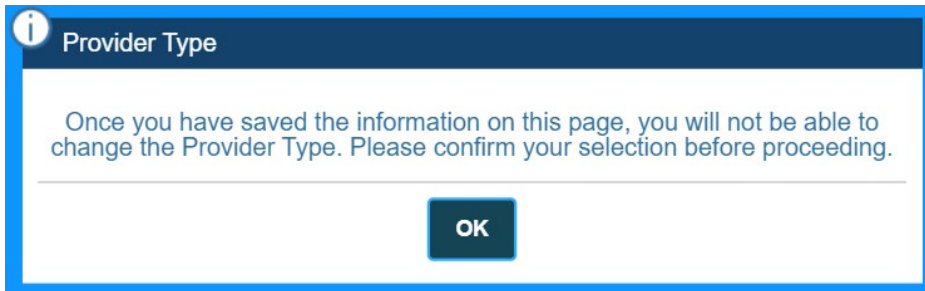 i
Provider Type
Once you have saved the information on this page, you will not be able to
change the Provider Type. Please confirm your selection before proceeding.
OK